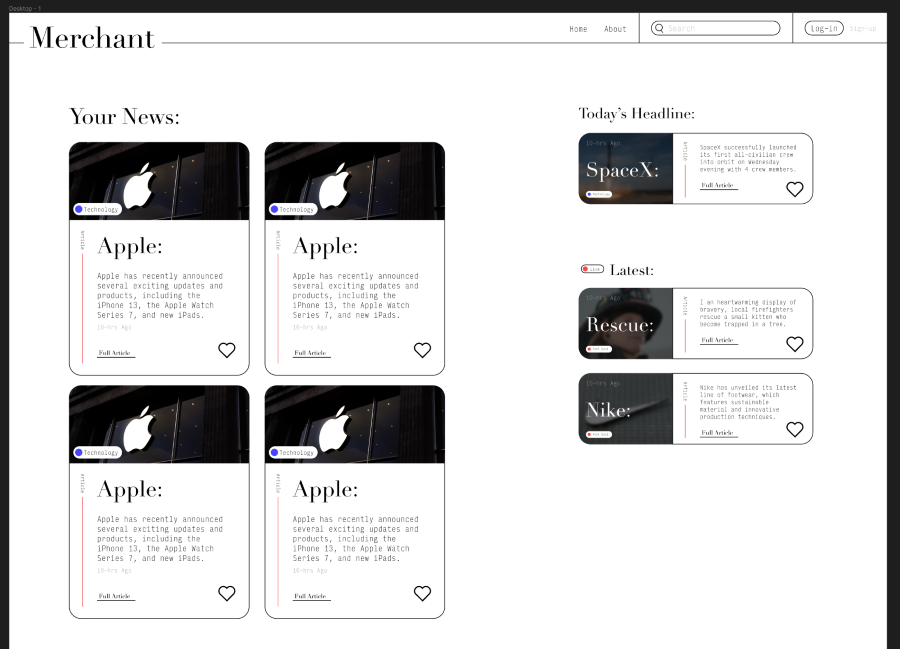 Desktop - 1
Merchant
Home
About
Search
Log-in
Sign-up
Your News:
Technology
Article
Apple:
Apple has recently announced
several exciting updates and
products, including the
iPhone 13, the Apple Watch
Series 7, and new iPads.
10-hrs Ago
Full Article
Technology
Article
Apple:
Apple has recently announced
several exciting updates and
products, including the
iPhone 13, the Apple Watch
Series 7, and new iPads.
10-hrs Ago
Full Article
Technology
Article
Apple:
Apple has recently announced
several exciting updates and
products, including the
iPhone 13, the Apple Watch
Series 7, and new iPads.
10-hrs Ago
Full Article
Technology
Article
Apple:
Apple has recently announced
several exciting updates and
products, including the
iPhone 13, the Apple Watch
Series 7, and new iPads.
10-hrs Ago
Full Article
Today's Headline:
10-hrs Ago
SpaceX:
Article
SpaceX successfully launched
its first all-civilian crew
into orbit on Wednesday
evening with 4 crew members.
Full Article
Live
Latest:
10-hrs Ago
Rescue:
Article
I an heartwarming display of
bravery, local firefighters
rescue a small kitten who
become trapped in a tree.
Full Article
10-hrs Ago
Nike:
Article
Nike has unveiled its latest
line of footwear, which
features sustainable
material and innovative
production techniques.
Full Article